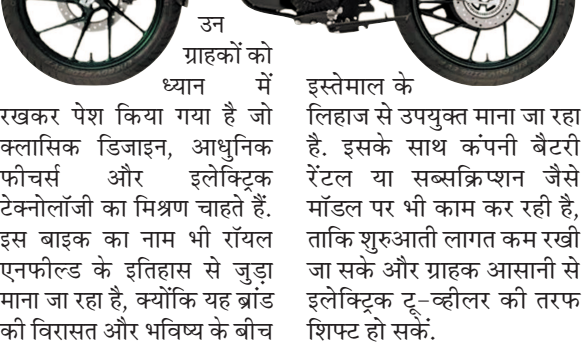 उन
ग्राहकों को
ध्यान में
रखकर पेश किया गया है जो
क्लासिक डिजाइन, आधुनिक
फीचर्स और इलेक्ट्रिक
टेक्नोलॉजी का मिश्रण चाहते हैं.
इस बाइक का नाम भी रॉयल
एनफील्ड के इतिहास से जुड़ा
माना जा रहा है, क्योंकि यह ब्रांड
की विरासत और भविष्य के बीच
इस्तेमाल के
लिहाज से उपयुक्त माना जा रहा
है. इसके साथ कंपनी बैटरी
रेंटल या सब्सक्रिप्शन जैसे
मॉडल पर भी काम कर रही है,
ताकि शुरुआती लागत कम रखी
जा सके और ग्राहक आसानी से
इलेक्ट्रिक टू-व्हीलर की तरफ
शिफ्ट हो सकें.